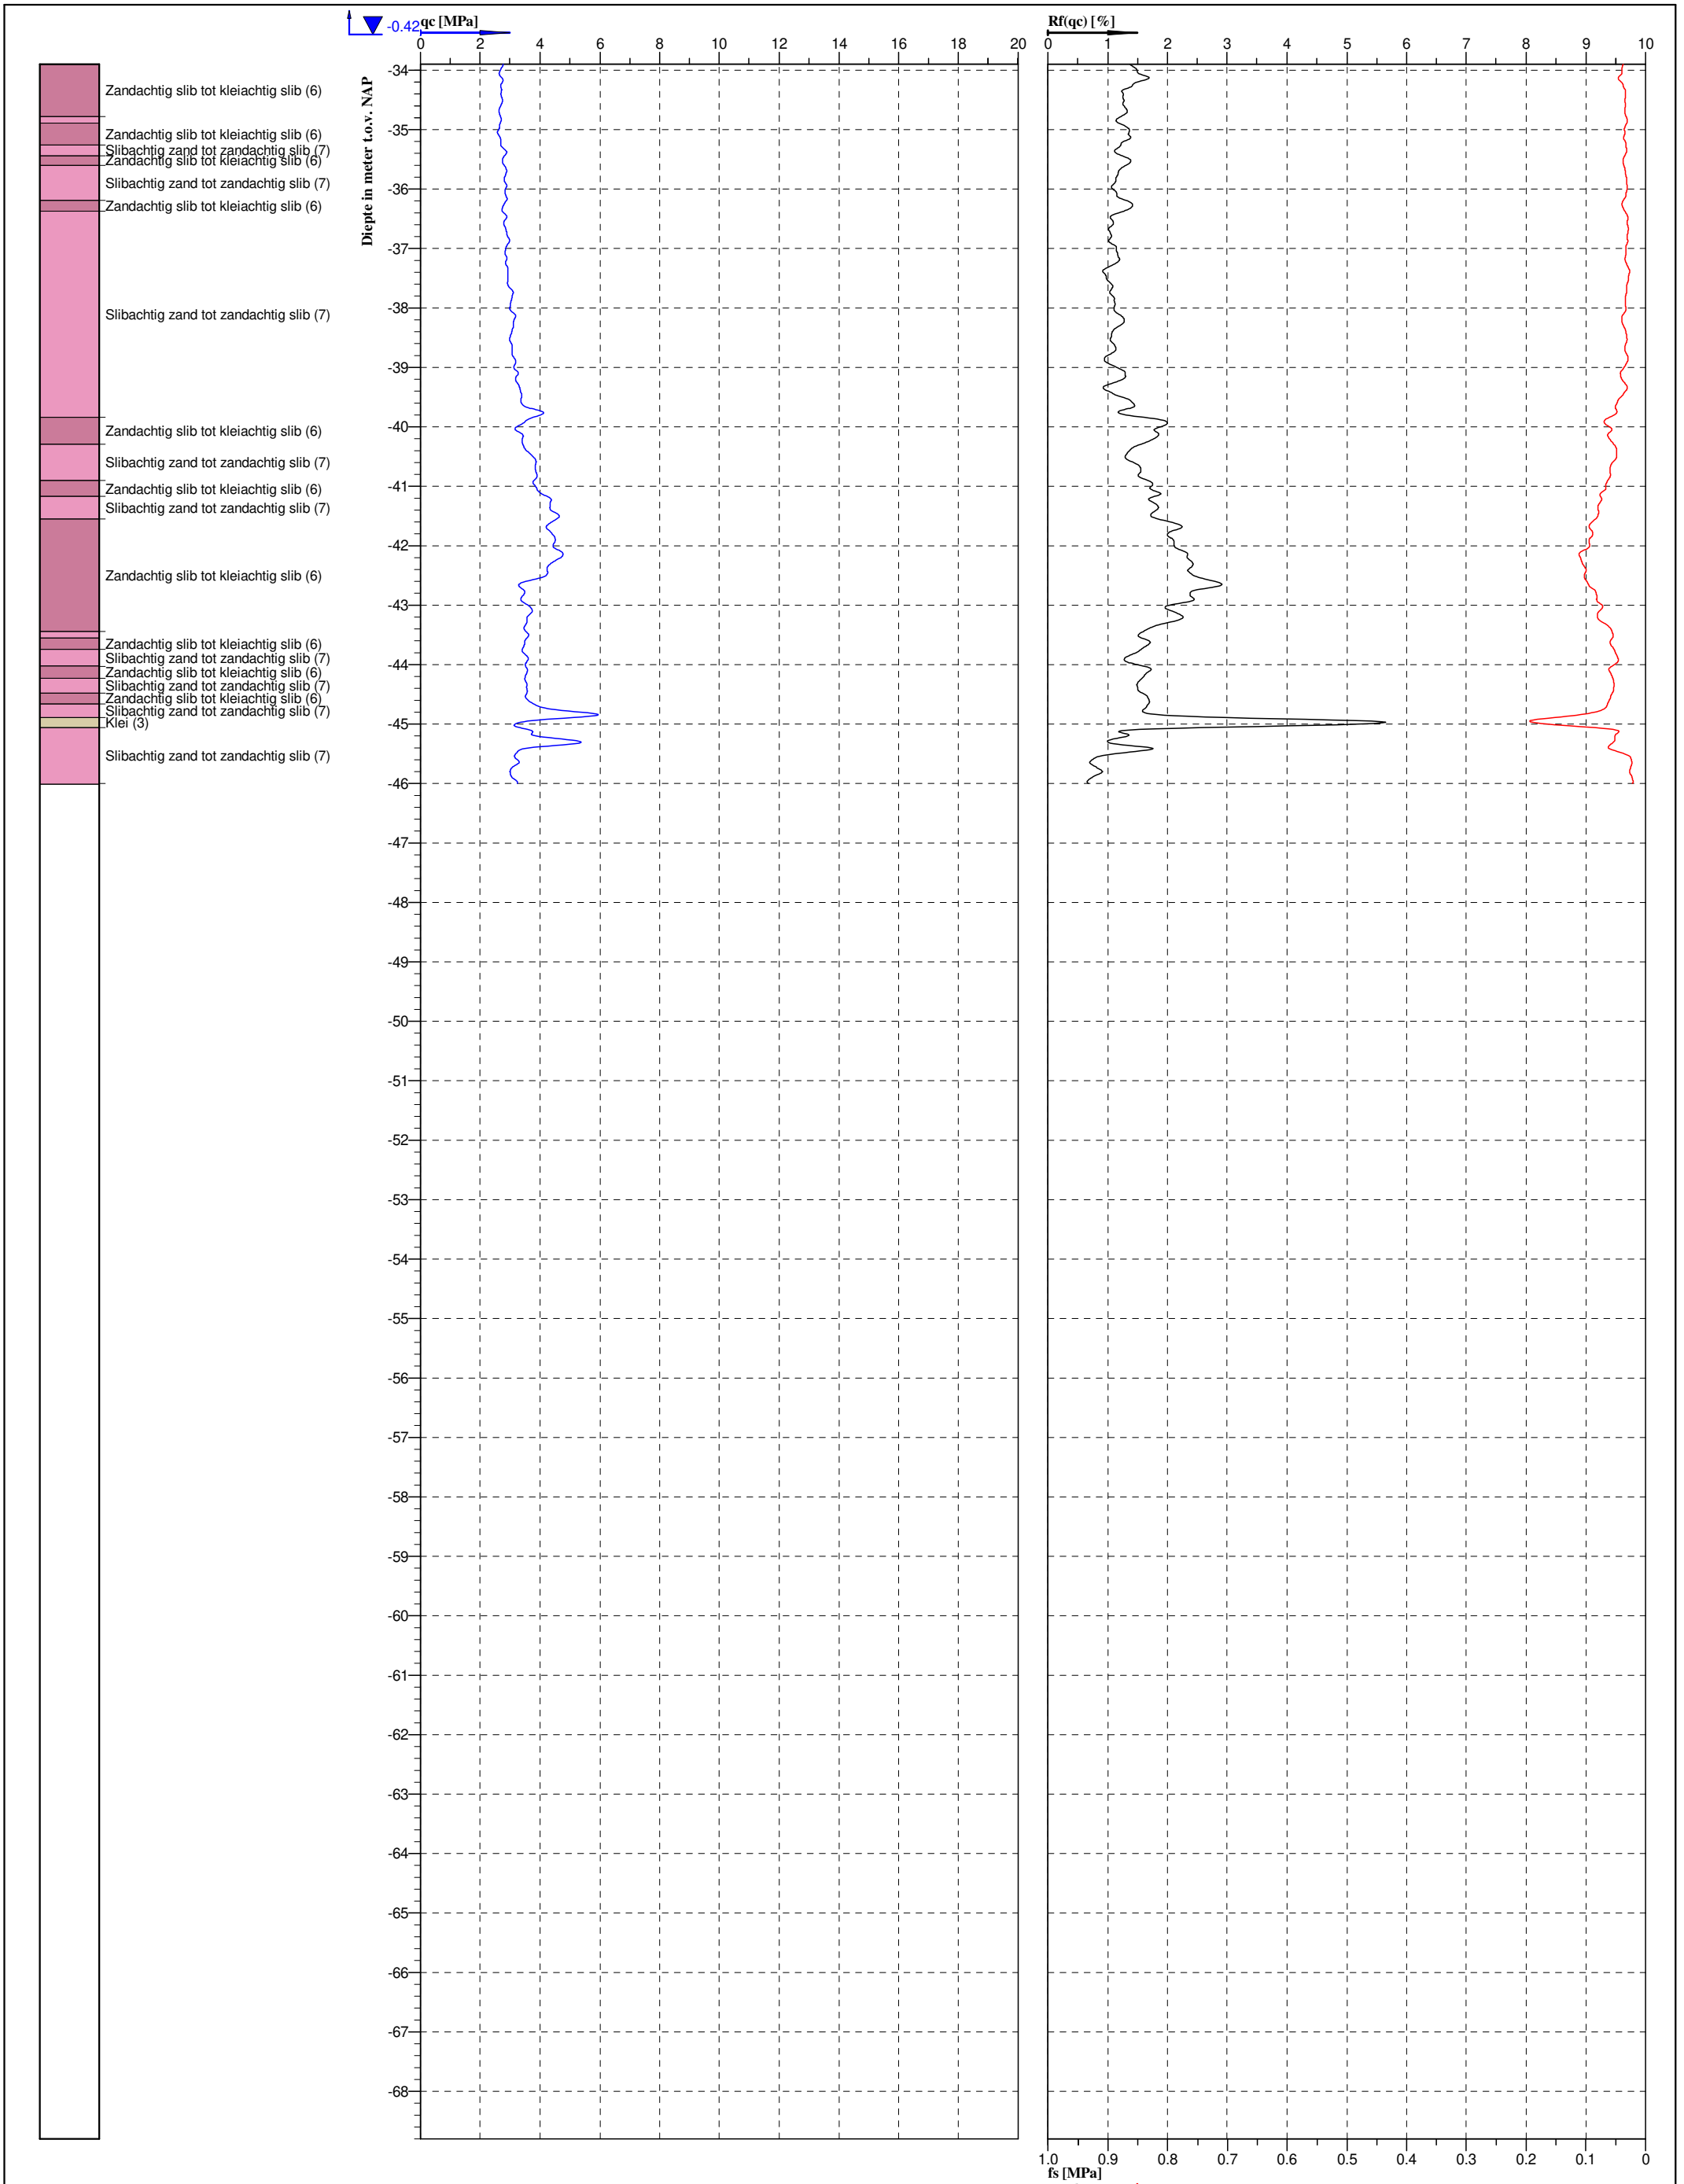 -0.42
qc [MPa]
0 2 4 6 8 10 12 14 16 18 20
Rf(qc) [%]
0 1 2 3 4 5 6 7 8 9 10
Diepte in meter t.o.v. NAP
Zandachtig slib tot kleiachtig slib (6)
Zandachtig slib tot kleiachtig slib (6)
Slibachtig zand tot zandachtig slib (7)
Zandachtig slib tot kleiachtig slib (6)
Slibachtig zand tot zandachtig slib (7)
Zandachtig slib tot kleiachtig slib (6)
Slibachtig zand tot zandachtig slib (7)
Zandachtig slib tot kleiachtig slib (6)
Slibachtig zand tot zandachtig slib (7)
Zandachtig slib tot kleiachtig slib (6)
Slibachtig zand tot zandachtig slib (7)
Zandachtig slib tot kleiachtig slib (6)
Zandachtig slib tot kleiachtig slib (6)
Slibachtig zand tot zandachtig slib (7)
Zandachtig slib tot kleiachtig slib (6)
Slibachtig zand tot zandachtig slib (7)
Zandachtig slib tot kleiachtig slib (6)
Slibachtig zand tot zandachtig slib (7)
Klei (3)
Slibachtig zand tot zandachtig slib (7)
-34
-35
-36
-37
-38
-39
-40
-41
-42
-43
-44
-45
-46
-47
-48
-49
-50
-51
-52
-53
-54
-55
-56
-57
-58
-59
-60
-61
-62
-63
-64
-65
-66
-67
-68
1.0 0.9 0.8 0.7 0.6 0.5 0.4 0.3 0.2 0.1 0
fs [MPa]